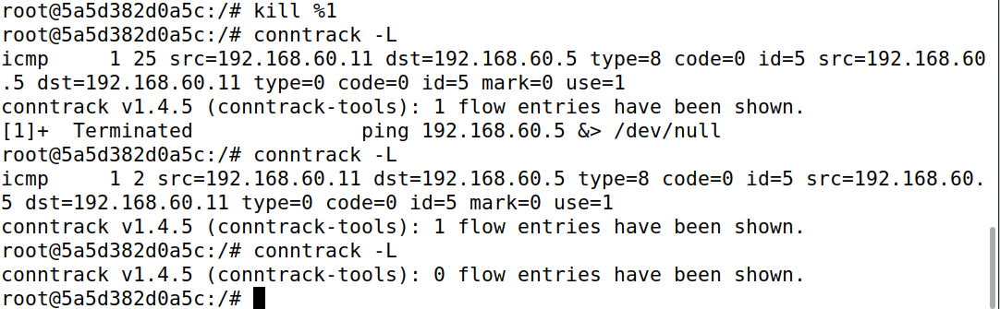 root@5a5d382d0a5c:/# kill %1
root@5a5d382d0a5c:/# conntrack -L
icmp     1 25 src=192.168.60.11 dst=192.168.60.5 type=8 code=0 id=5 src=192.168.60
.5 dst=192.168.60.11 type=0 code=0 id=5 mark=0 use=1
conntrack v1.4.5 (conntrack-tools): 1 flow entries have been shown.
[1]+  Terminated              ping 192.168.60.5 &> /dev/null
root@5a5d382d0a5c:/# conntrack -L
icmp     1 2 src=192.168.60.11 dst=192.168.60.5 type=8 code=0 id=5 src=192.168.60.
5 dst=192.168.60.11 type=0 code=0 id=5 mark=0 use=1
conntrack v1.4.5 (conntrack-tools): 1 flow entries have been shown.
root@5a5d382d0a5c:/# conntrack -L
conntrack v1.4.5 (conntrack-tools): 0 flow entries have been shown.
root@5a5d382d0a5c:/#